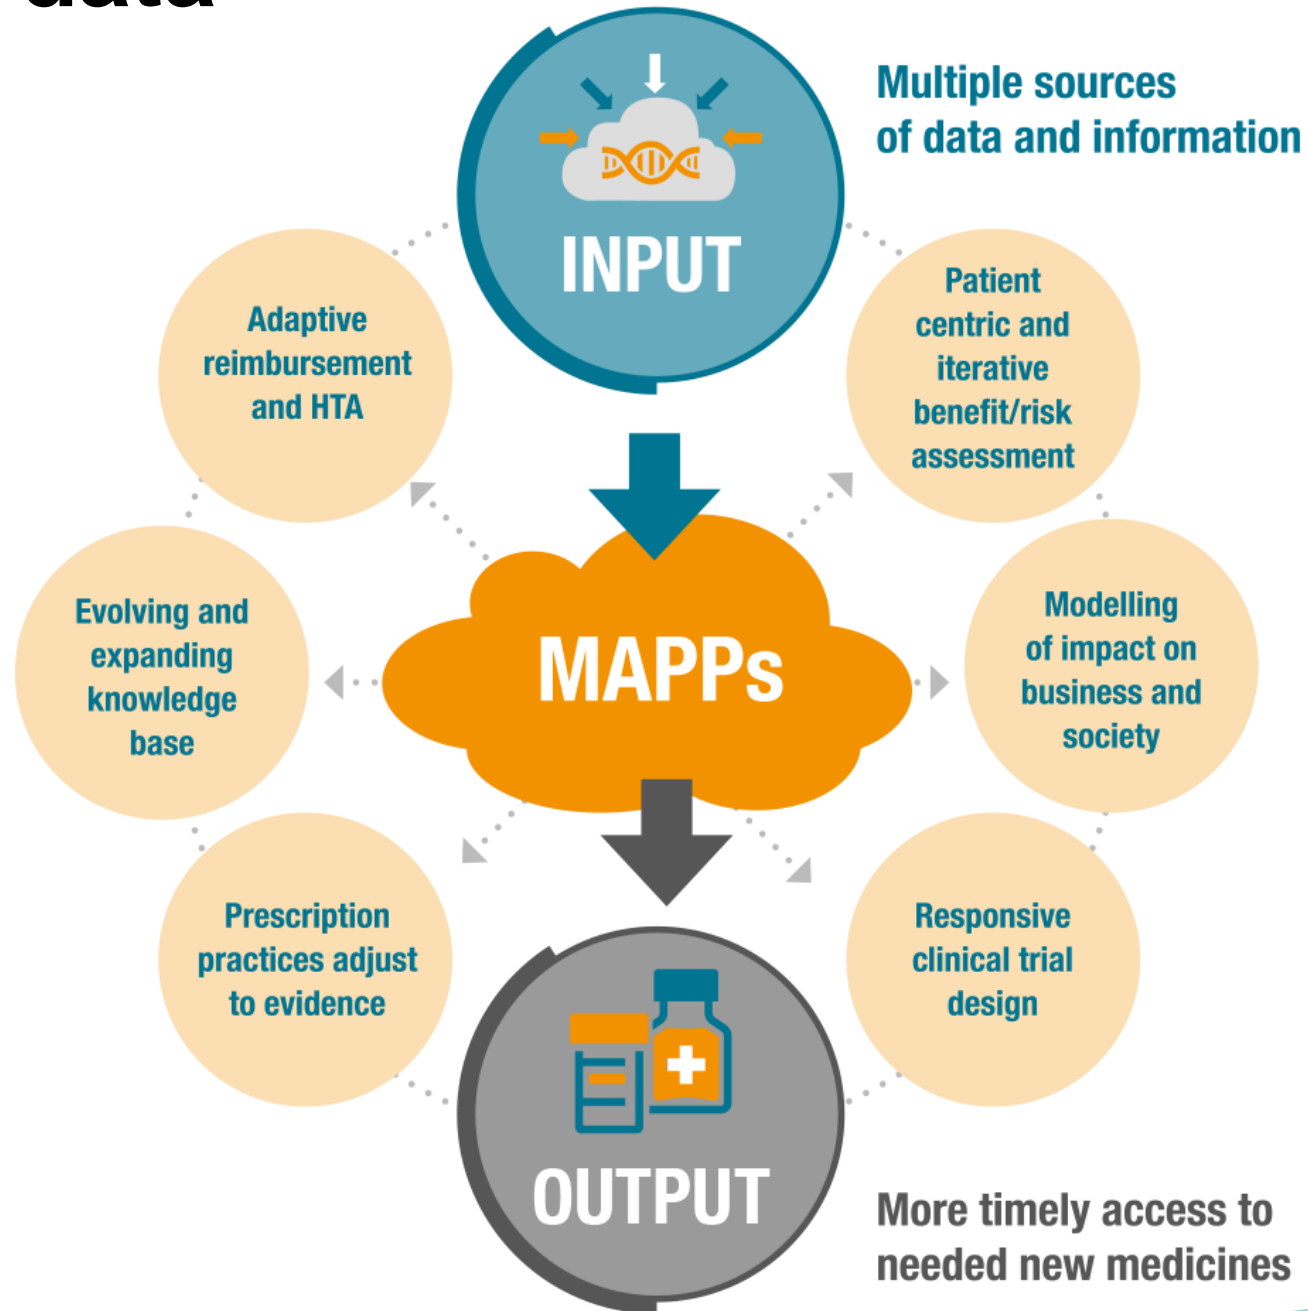 data
Multiple sources
of data and information
INPUT
Adaptive
reimbursement
and HTA
Patient
centric and
iterative
benefit/risk
assessment
Evolving and
expanding
knowledge
base
MAPPs
Modelling
of impact on
business and
society
Prescription
practices adjust
to evidence
Responsive
clinical trial
design
OUTPUT
More timely access to
needed new medicines